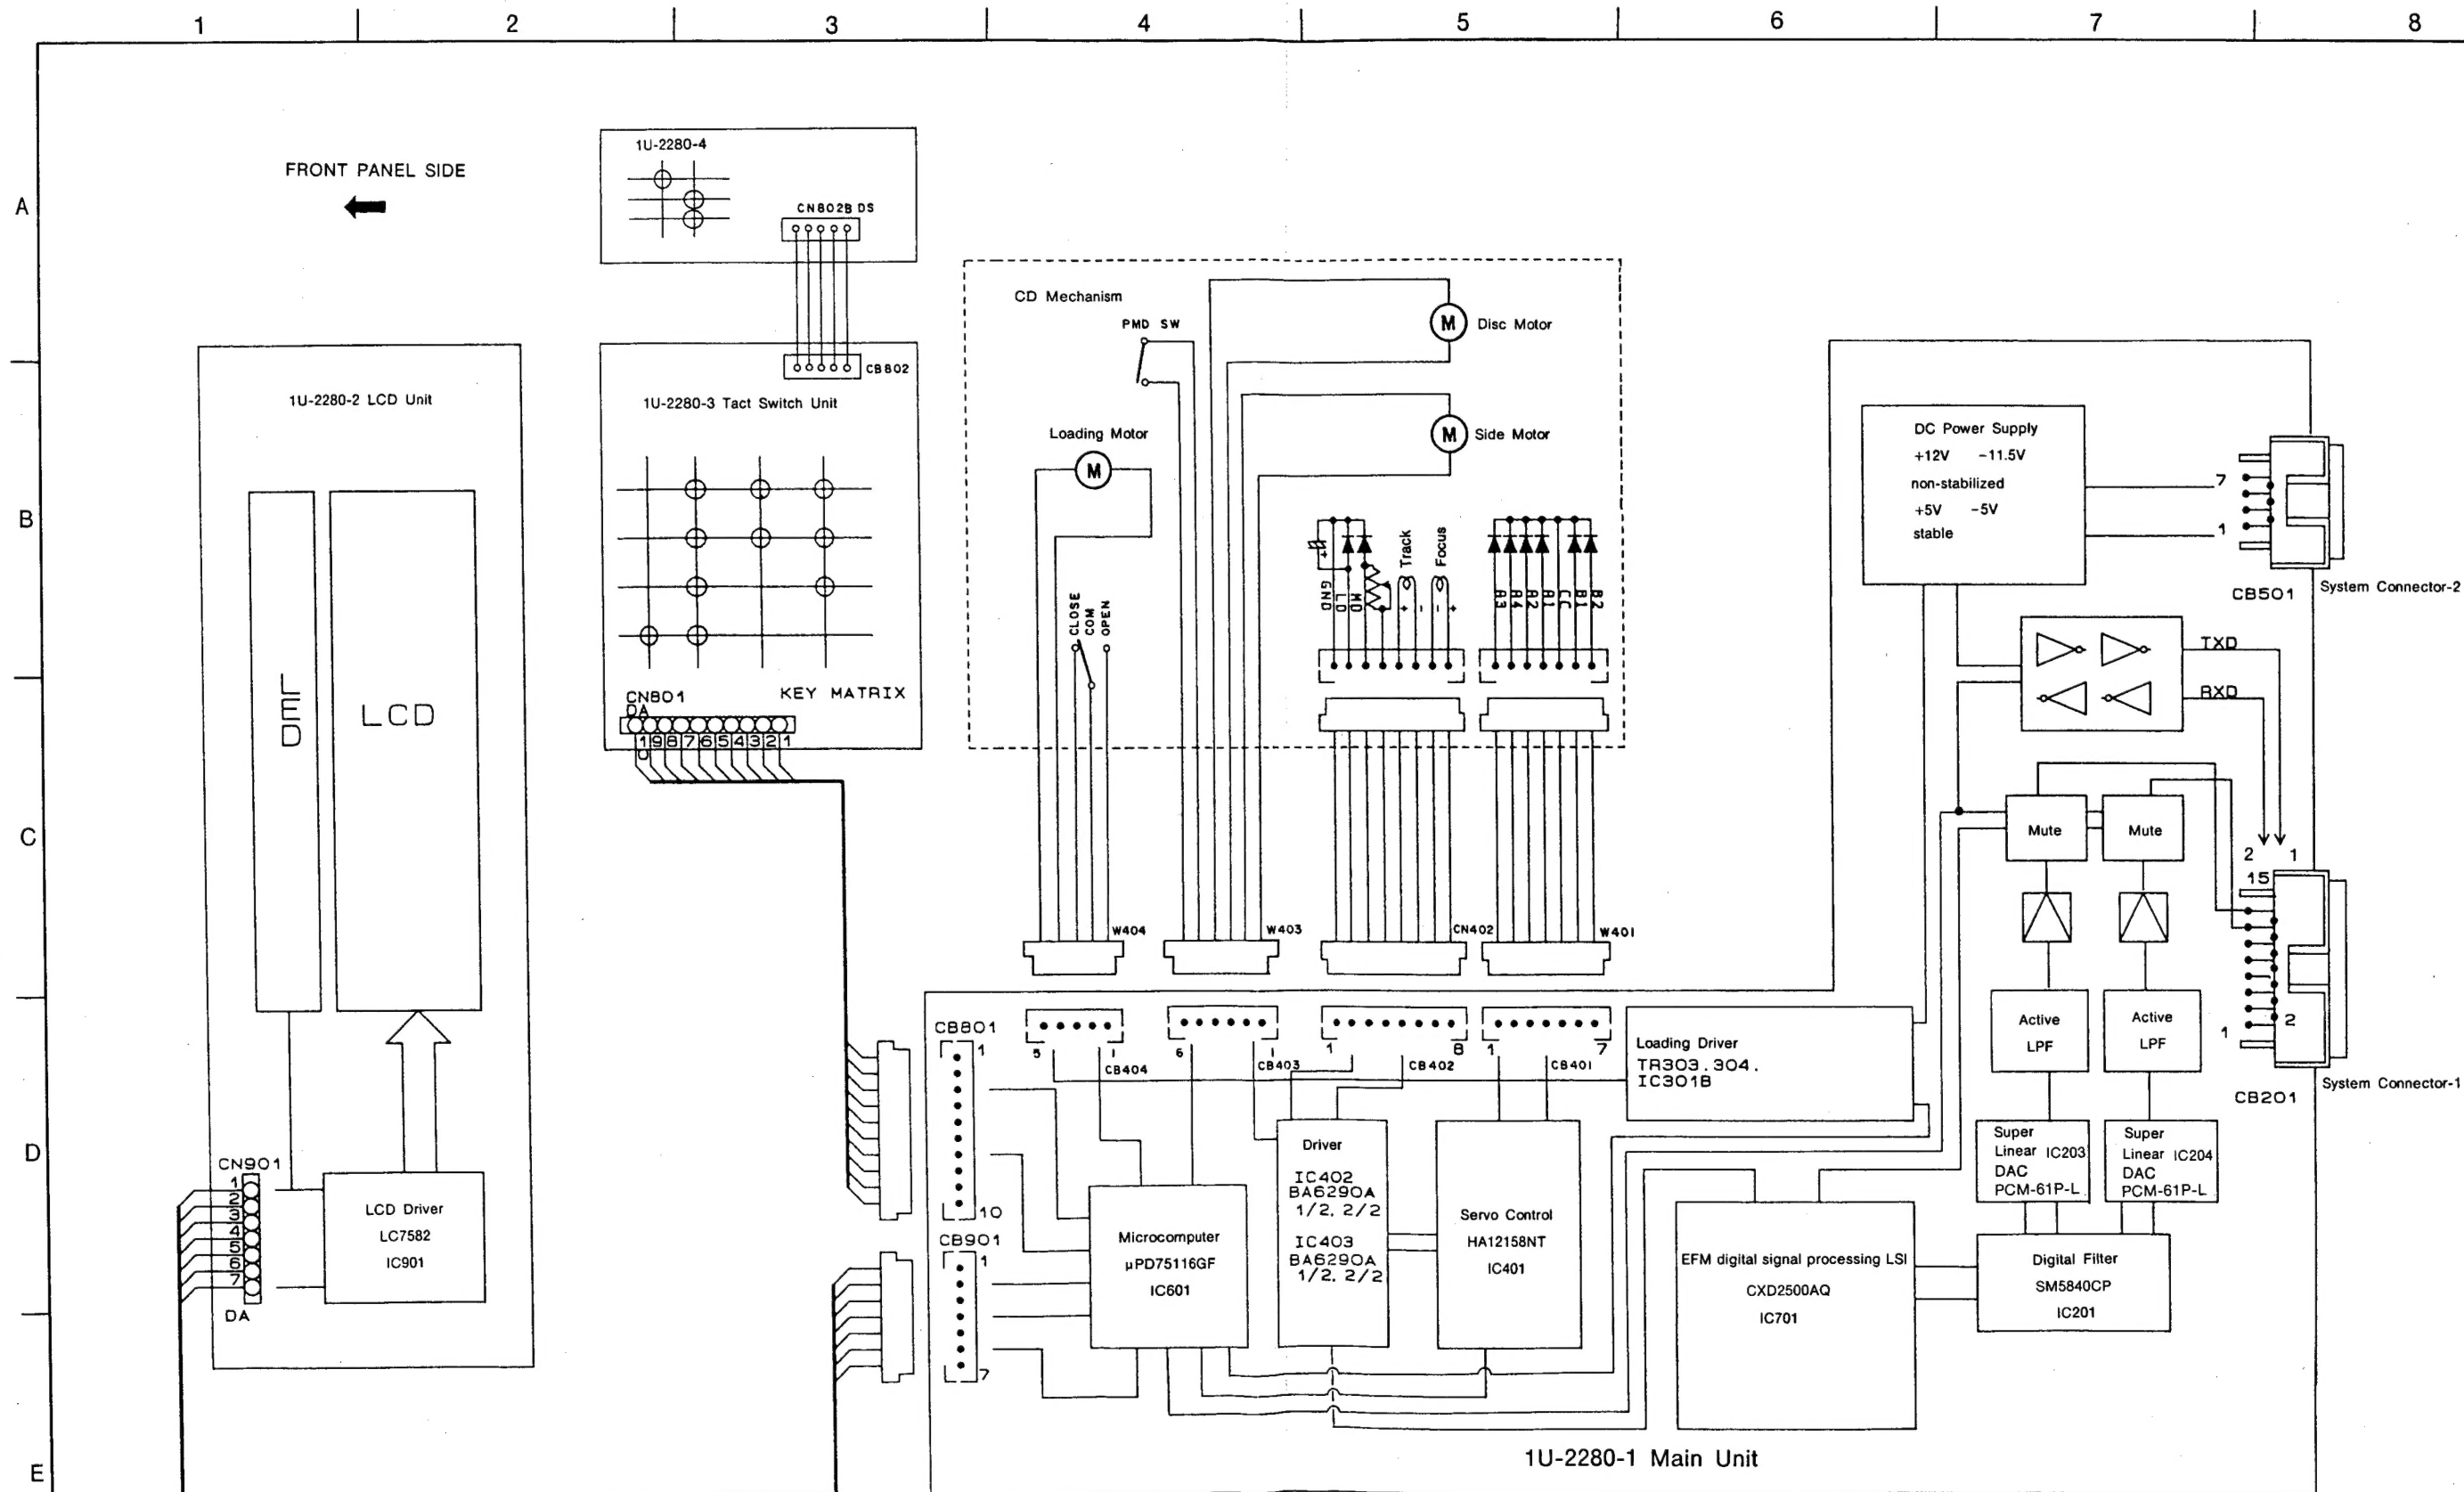 1 2 3 4 5 6 7 8
A
B
C
D
E
FRONT PANEL SIDE
1U-2280-4
CN802B DS
CB802
1U-2280-3 Tact Switch Unit
KEY MATRIX
CN801
DA
10 9 8 7 6 5 4 3 2 1
1U-2280-2 LCD Unit
LED
LCD
CN901
1
2
3
4
5
6
7
DA
LCD Driver
LC7582
IC901
CD Mechanism
PMD SW
M
Disc Motor
M
Side Motor
Loading Motor
M
CLOSE
COM
OPEN
GND
LD
MD
Track
+ -
Focus
- +
B2
B1
W404
W403
CN402
W401
DC Power Supply
+12V -11.5V
non-stabilized
+5V -5V
stable
7
1
CB501
System Connector-2
TXD
RXD
Mute
Mute
2 1
15
2
1
CB201
System Connector-1
Active
LPF
Active
LPF
Super
Linear IC203
DAC
PCM-61P-L
Super
Linear IC204
DAC
PCM-61P-L
Digital Filter
SM5840CP
IC201
EFM digital signal processing LSI
CXD2500AQ
IC701
Loading Driver
TR303.304.
IC301B
CB801
1
10
CB901
1
7
5 1
CB404
6 1
CB403
1 8
CB402
1 7
CB401
Microcomputer
μPD75116GF
IC601
Driver
IC402
BA6290A
1/2. 2/2
IC403
BA6290A
1/2. 2/2
Servo Control
HA12158NT
IC401
1U-2280-1 Main Unit